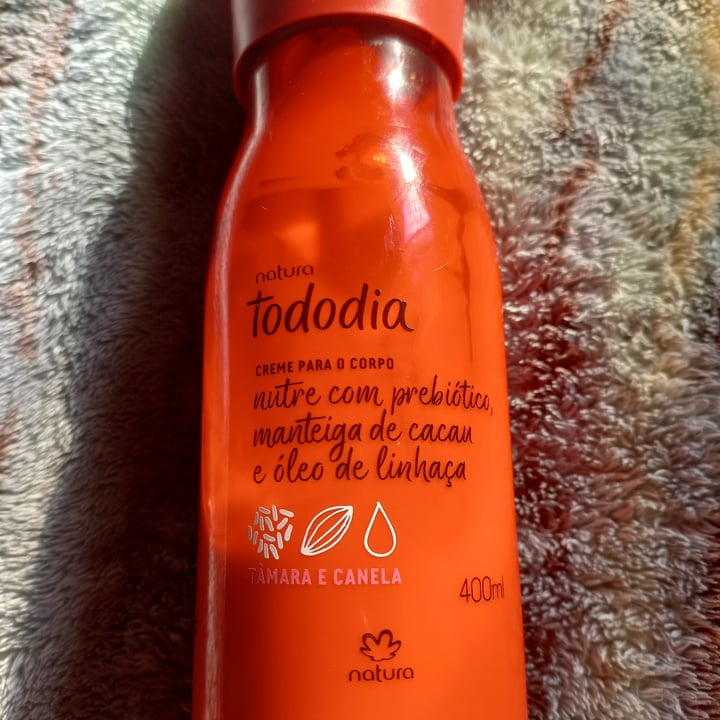 natura
tododia
CREME PARA O CORPO
nutre com prebiótico,
manteiga de cacau
e óleo de linhaça
TÂMARA E CANELA
400ml
natura